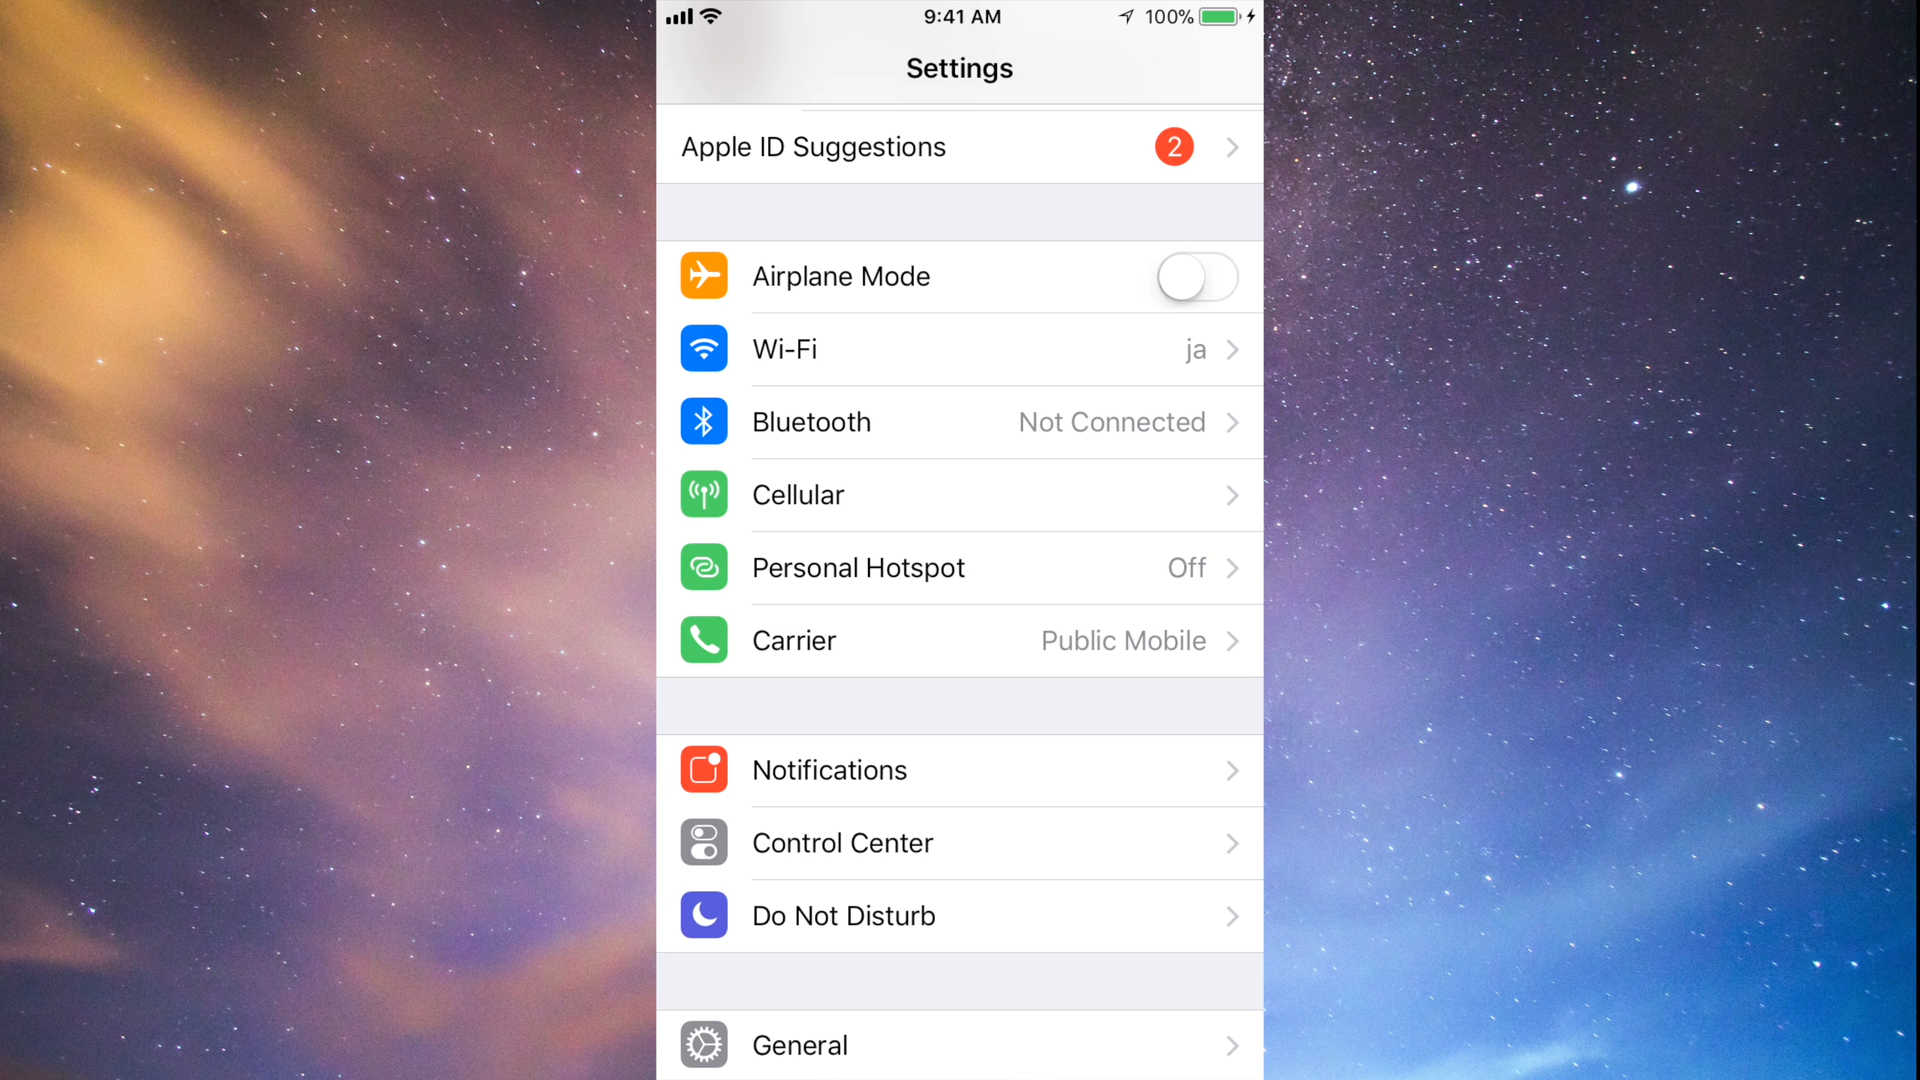 9:41 AM 100%
Settings
Apple ID Suggestions 2
Airplane Mode
Wi-Fi ja
Bluetooth Not Connected
Cellular
Personal Hotspot Off
Carrier Public Mobile
Notifications
Control Center
Do Not Disturb
General